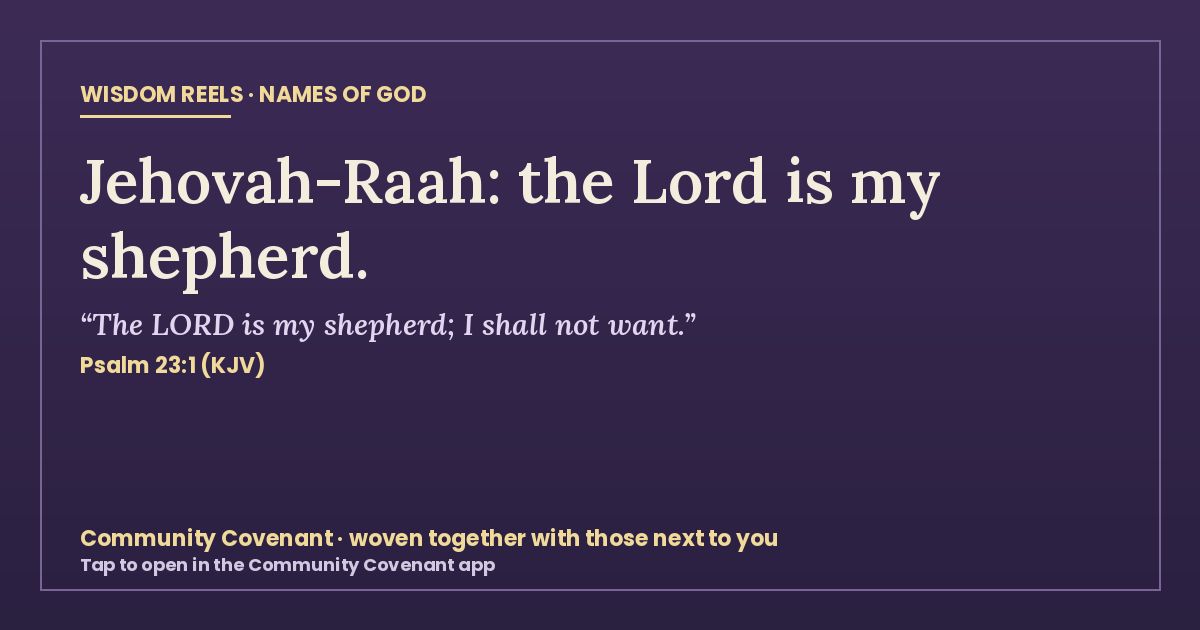 WISDOM REELS · NAMES OF GOD
Jehovah-Raah: the Lord is my
shepherd.
“The LORD is my shepherd; I shall not want.”
Psalm 23:1 (KJV)
Community Covenant · woven together with those next to you
Tap to open in the Community Covenant app